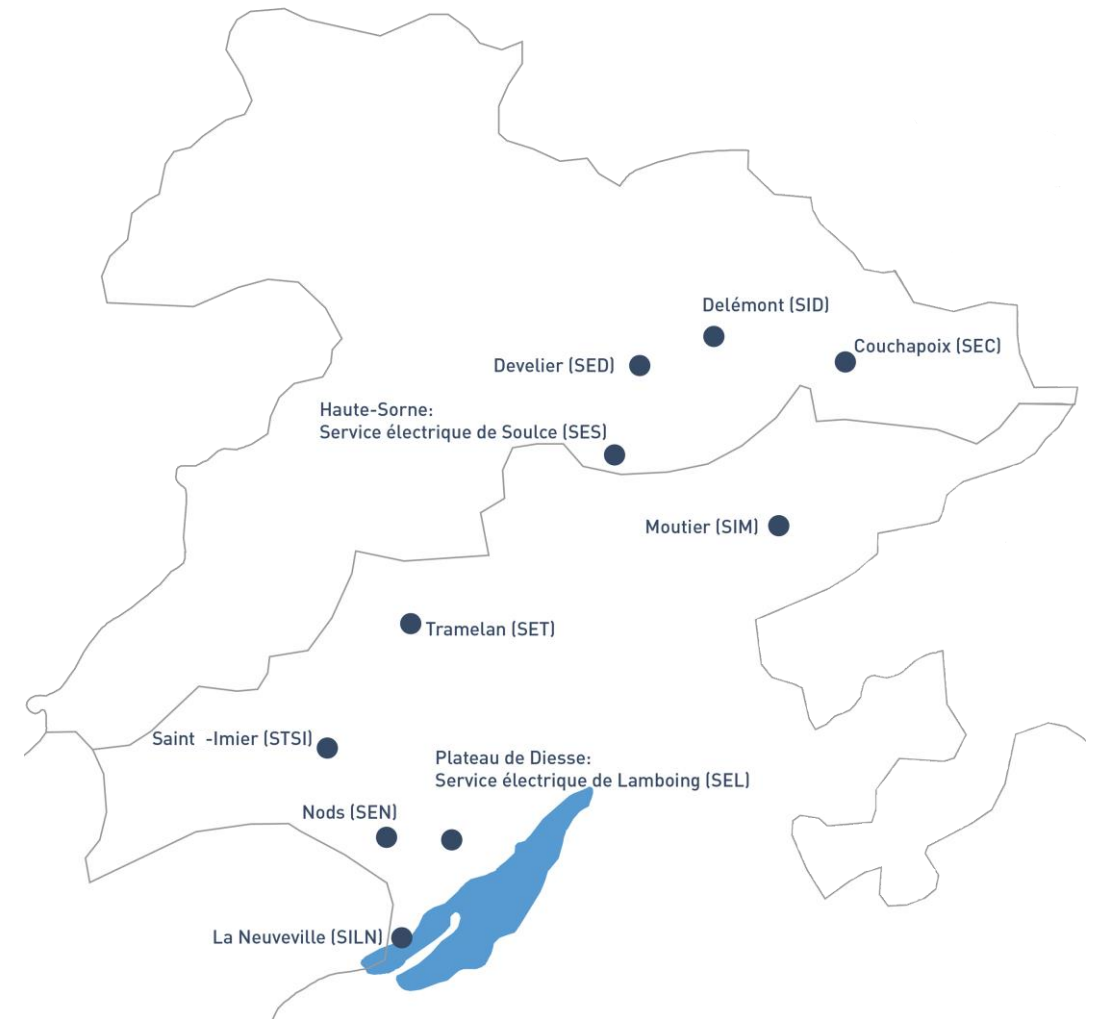 Delémont (SID)
Couchapoix (SEC)
Develier (SED)
Haute-Sorne:
Service électrique de Soulce (SES)
Moutier (SIM)
Tramelan (SET)
Saint -Imier (STSI)
Plateau de Diesse:
Service électrique de Lamboing (SEL)
Nods (SEN)
La Neuveville (SILN)